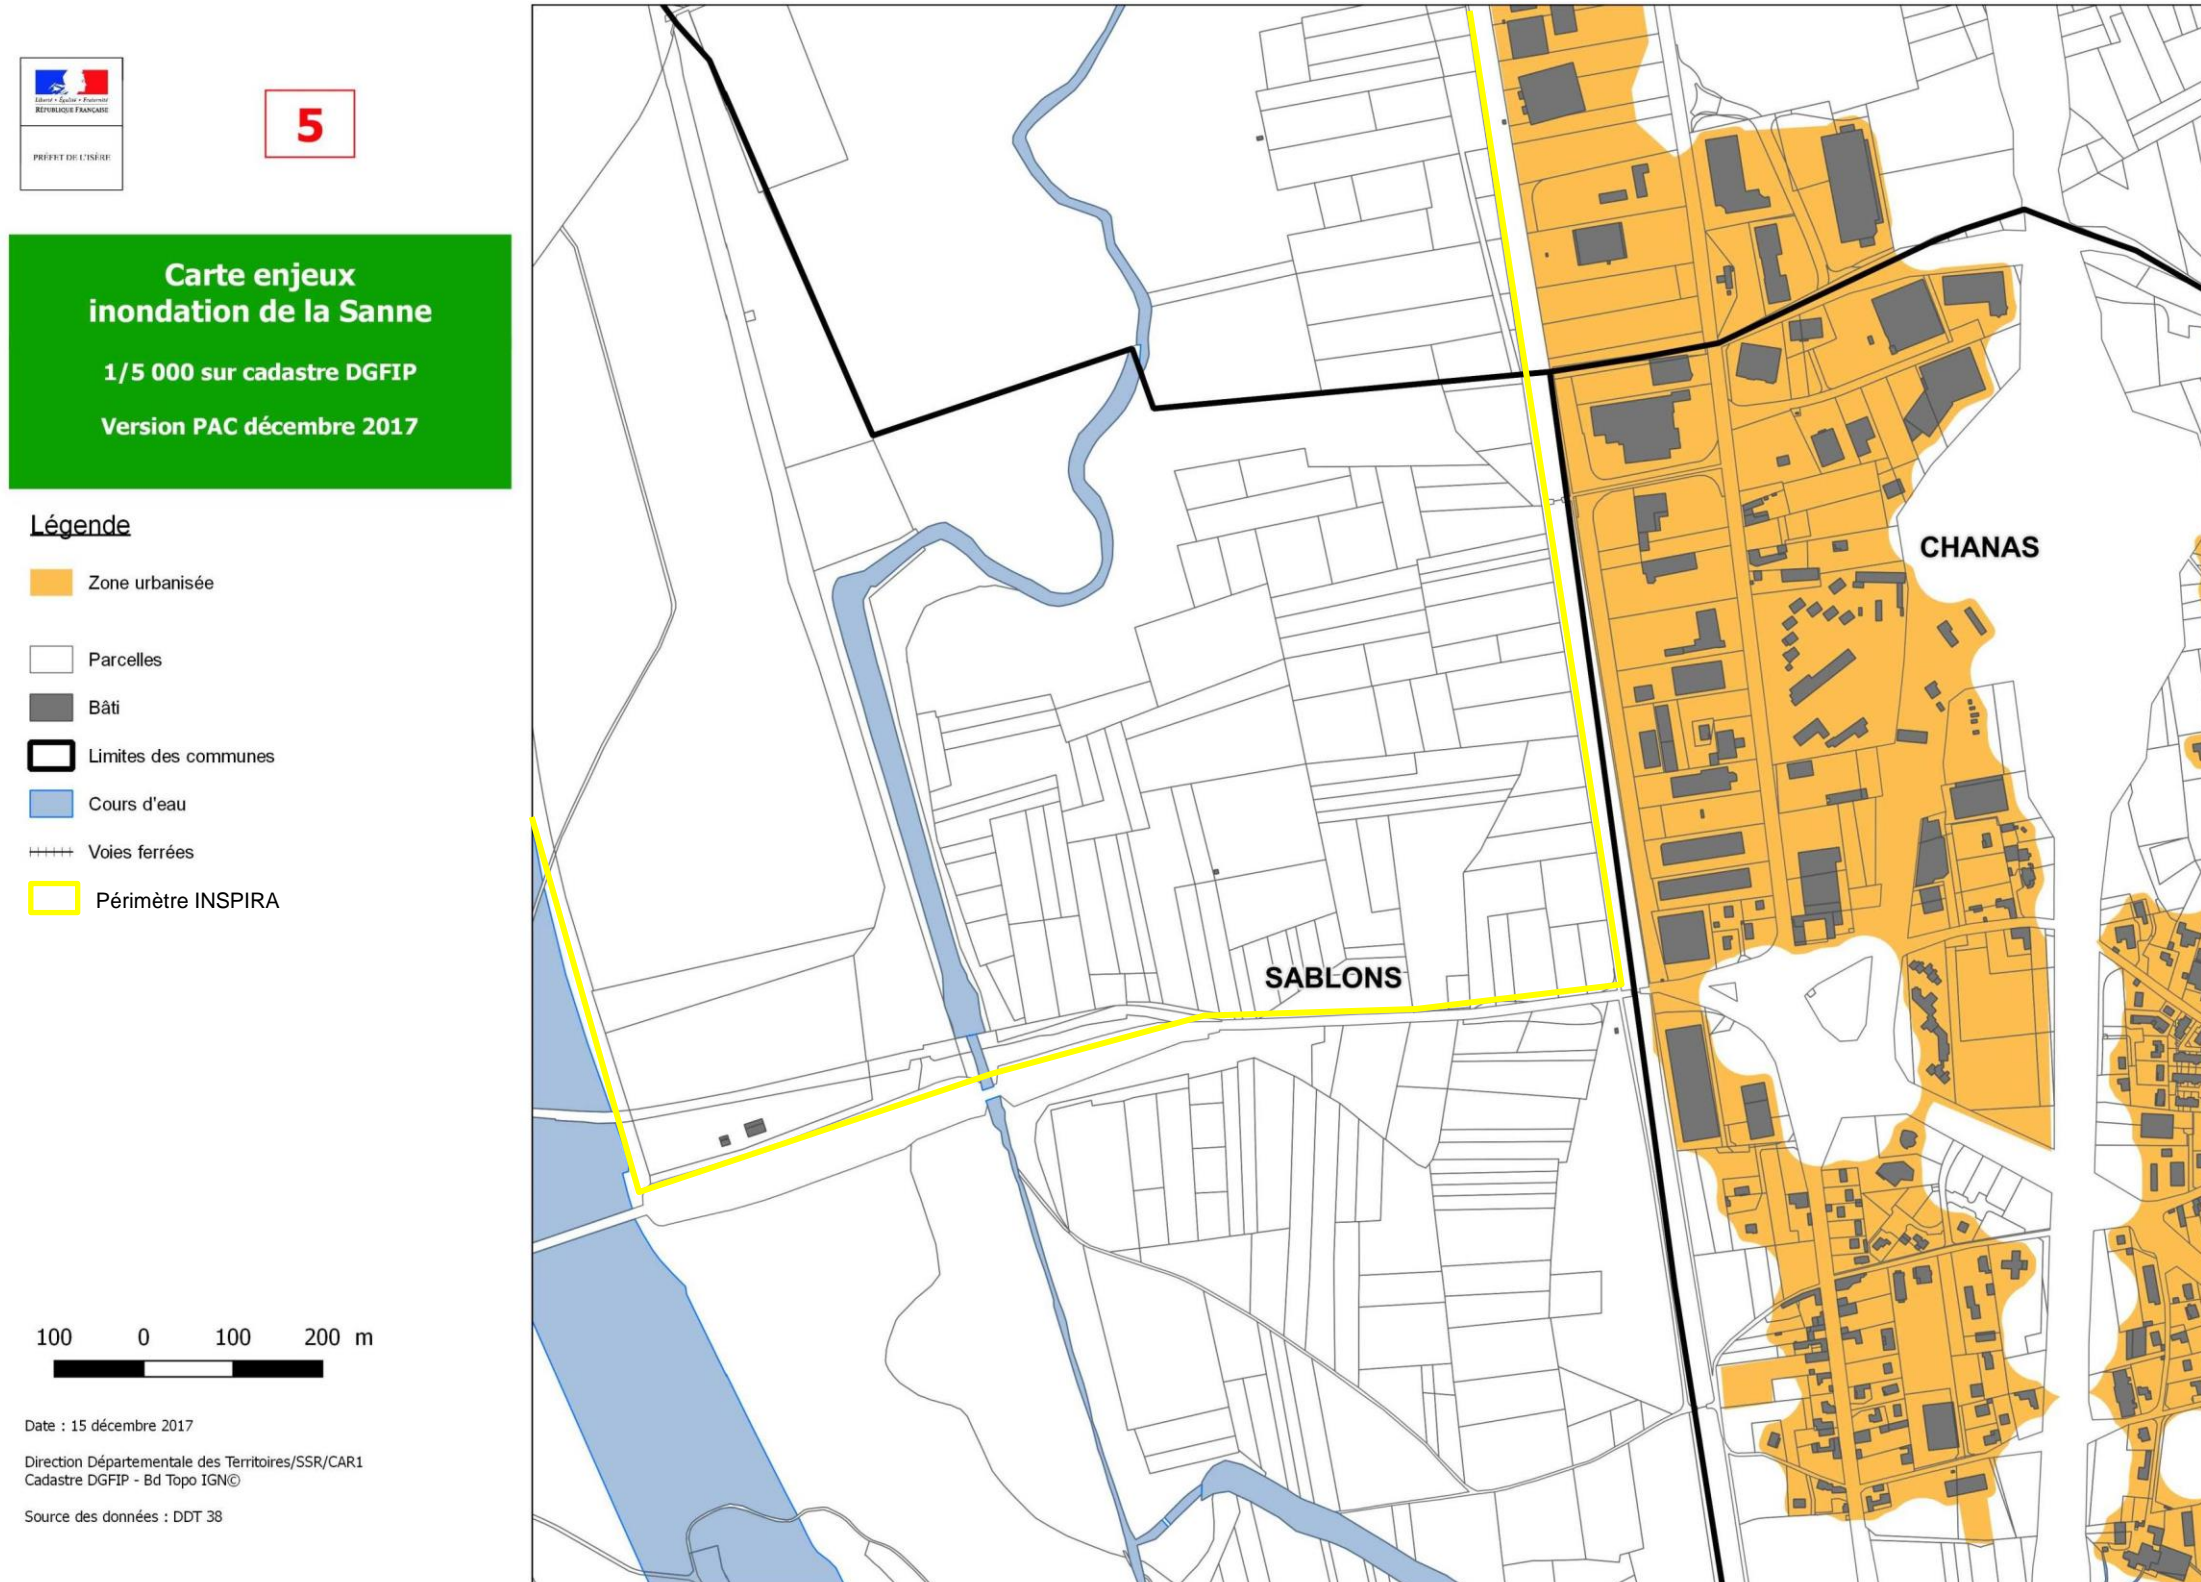 Liberté • Égalité • Fraternité
RÉPUBLIQUE FRANÇAISE
PRÉFET DE L'ISÈRE
5
Carte enjeux
inondation de la Sanne
1/5 000 sur cadastre DGFIP
Version PAC décembre 2017
Légende
Zone urbanisée
Parcelles
Bâti
Limites des communes
Cours d'eau
Voies ferrées
Périmètre INSPIRA
CHANAS
SABLONS
100 0 100 200 m
Date : 15 décembre 2017
Direction Départementale des Territoires/SSR/CAR1
Cadastre DGFIP - Bd Topo IGN©
Source des données : DDT 38